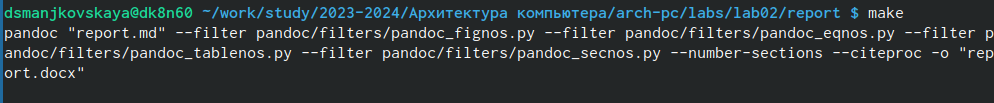 dsmanjkovskaya@dk8n60 ~/work/study/2023-2024/Архитектура компьютера/arch-pc/labs/lab02/report $ make
pandoc "report.md" --filter pandoc/filters/pandoc_fignos.py --filter pandoc/filters/pandoc_eqnos.py --filter p
andoc/filters/pandoc_tablenos.py --filter pandoc/filters/pandoc_secnos.py --number-sections --citeproc -o "rep
ort.docx"